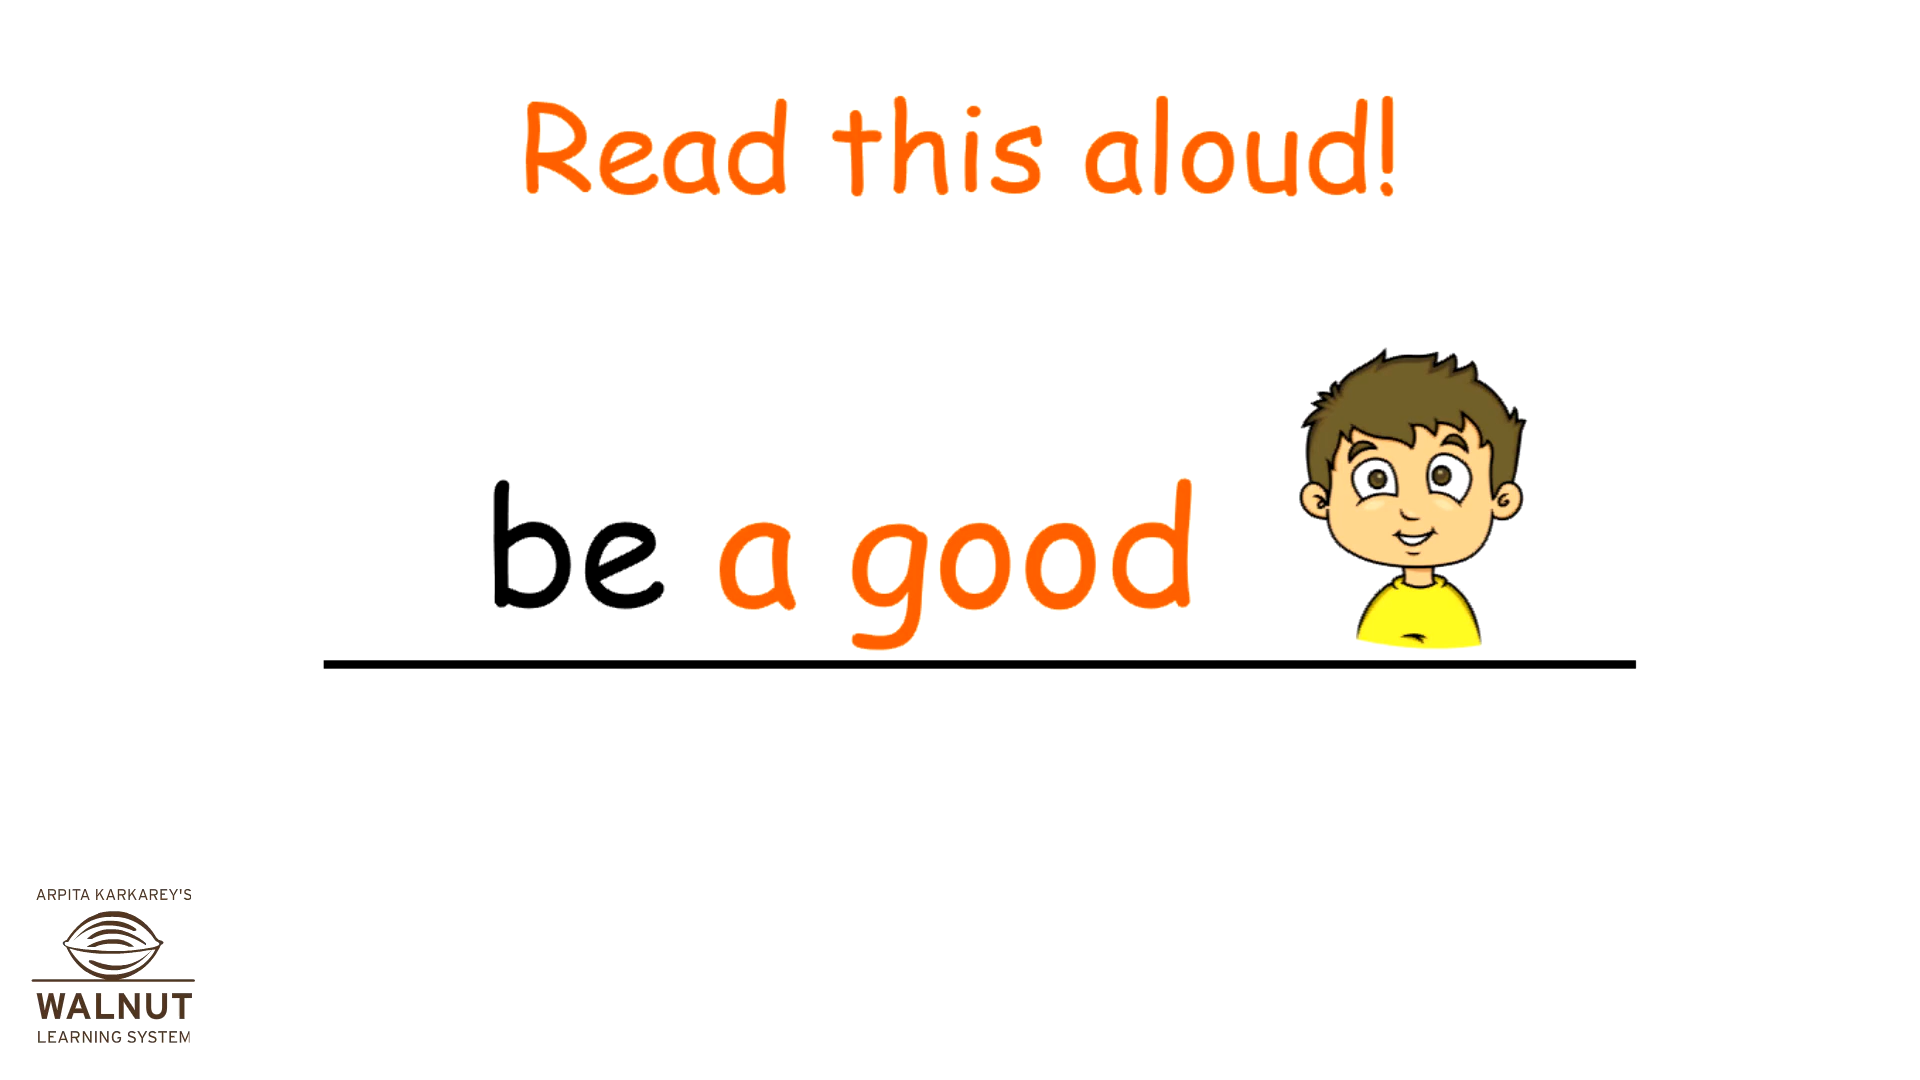 Read this aloud!
be a good
ARPITA KARKAREY'S
WALNUT
LEARNING SYSTEM